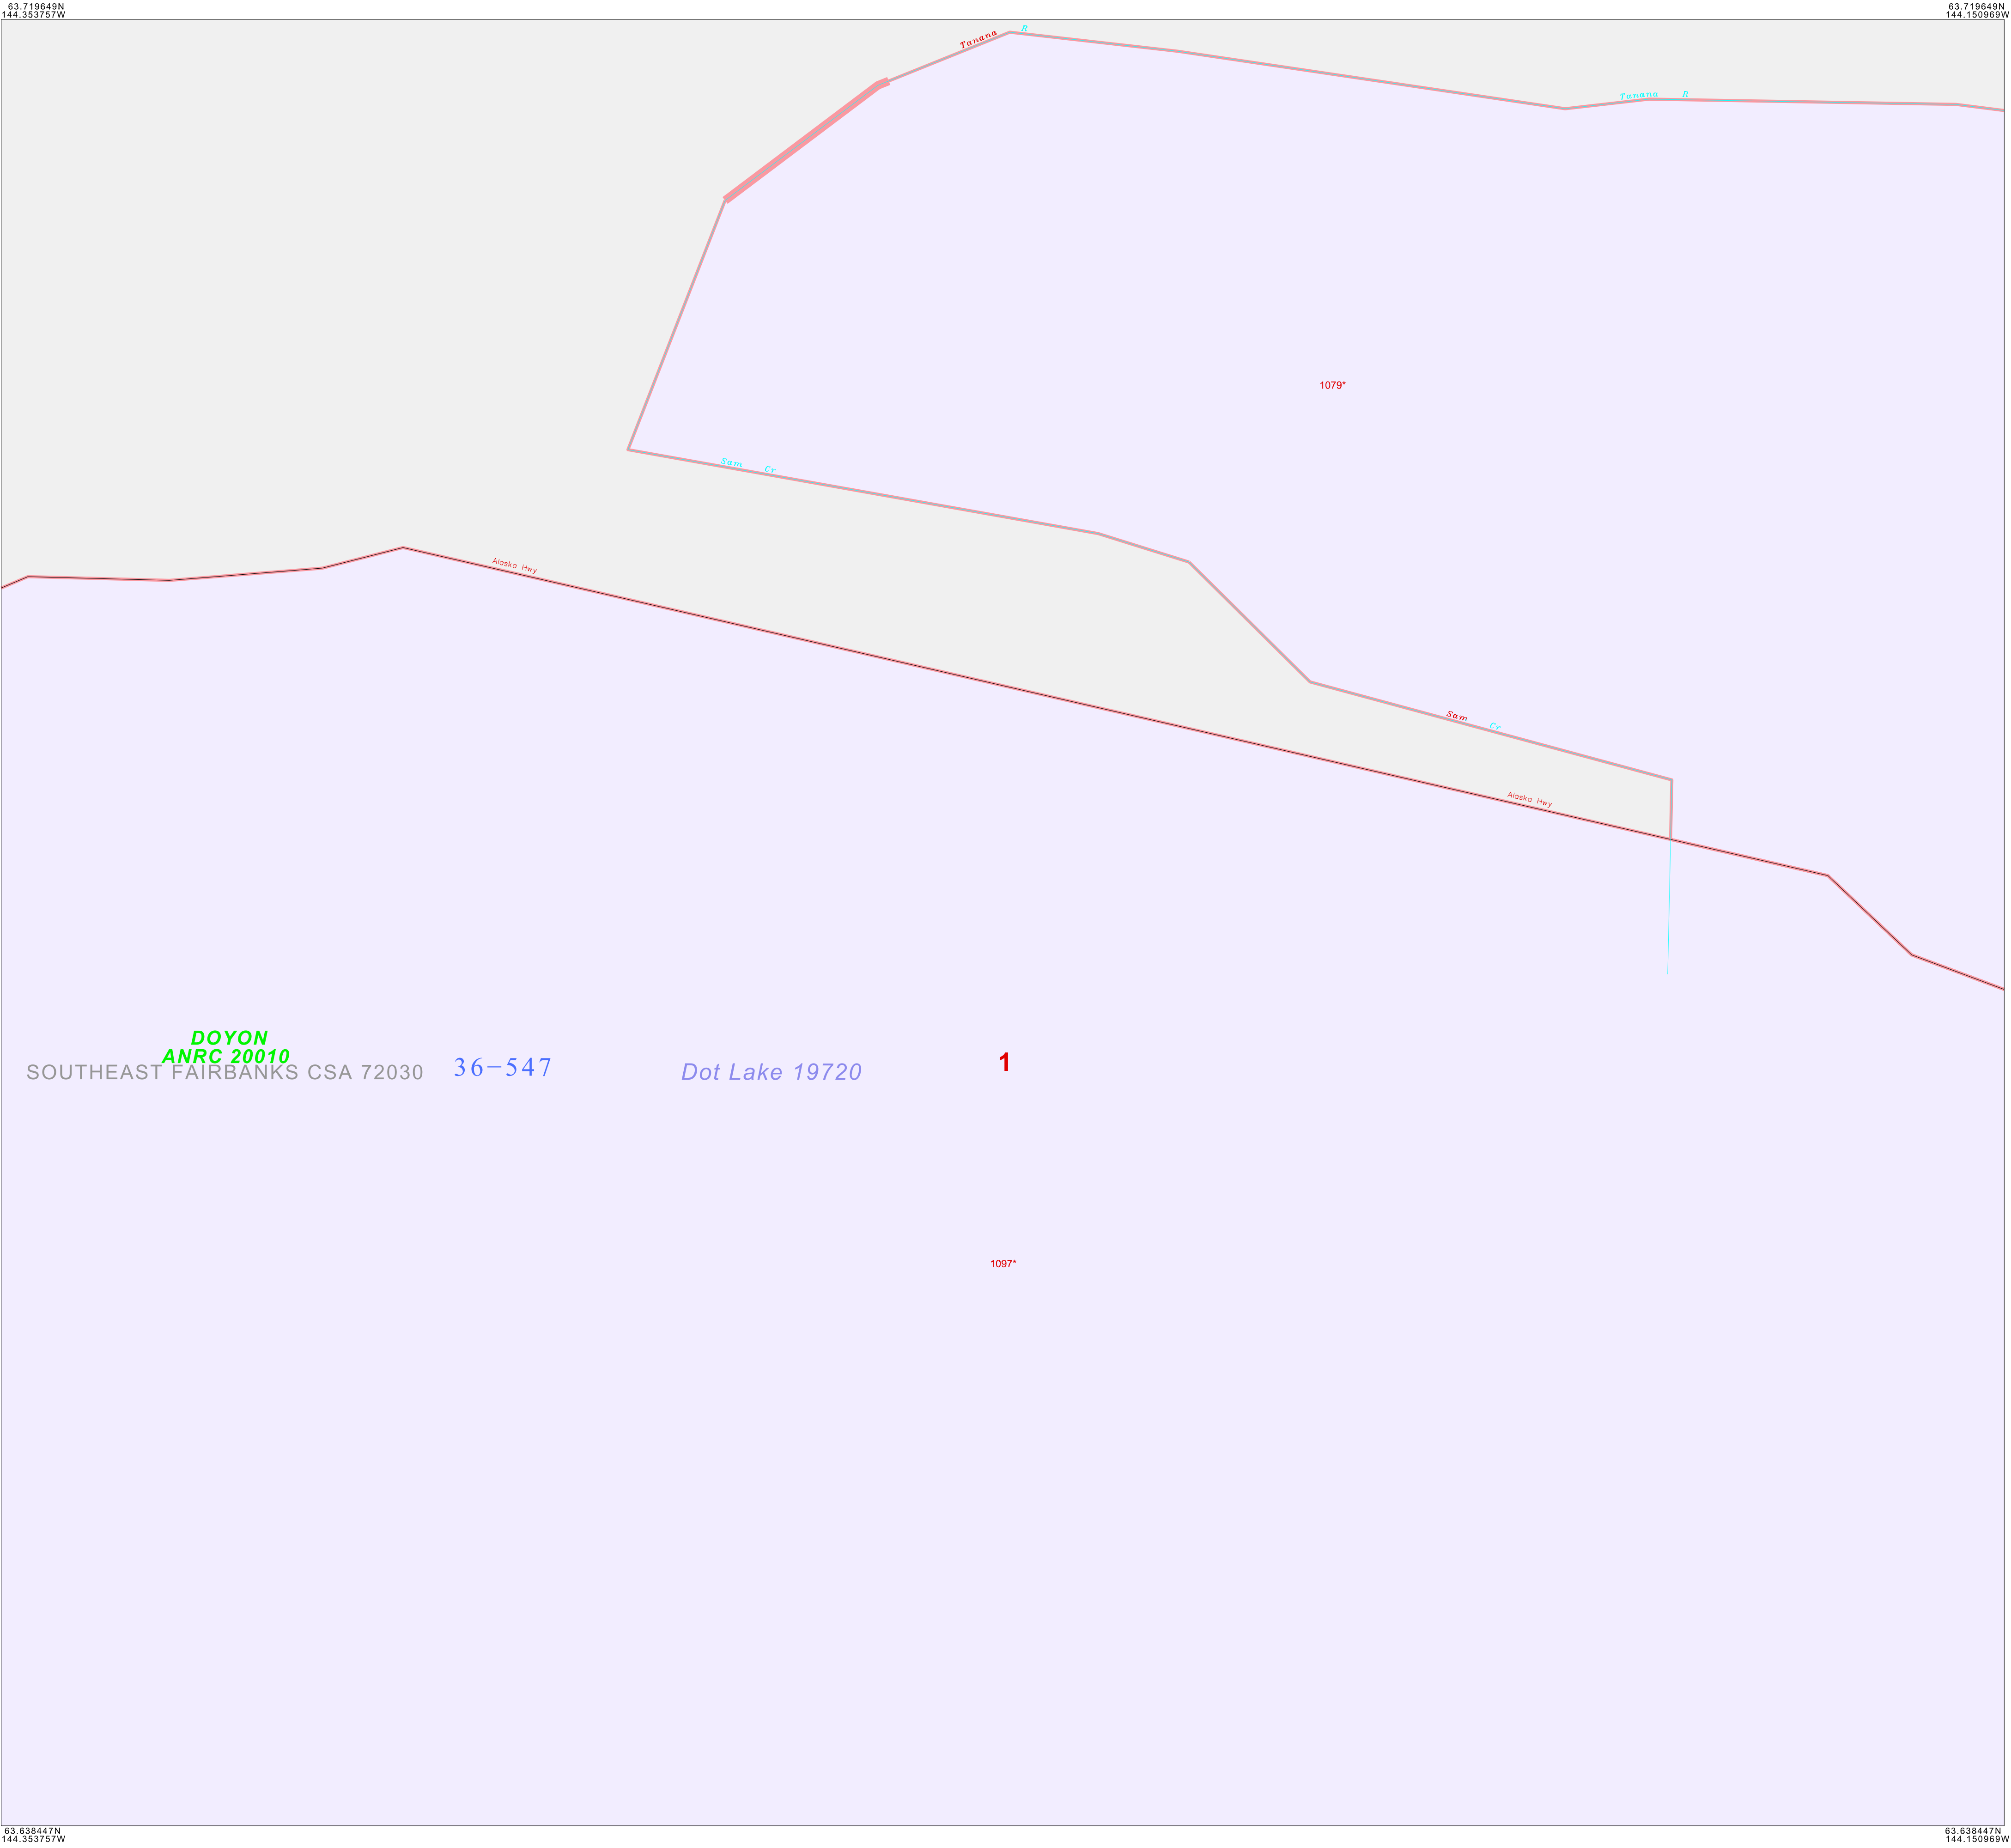 63.719649N
144.353757W
63.719649N
144.150969W
Tanana R
Tanana R
1079*
Sam Cr
Alaska Hwy
Sam Cr
Alaska Hwy
DOYON
ANRC 20010
SOUTHEAST FAIRBANKS CSA 72030
36-547
Dot Lake 19720
1
1097*
63.638447N
144.353757W
63.638447N
144.150969W